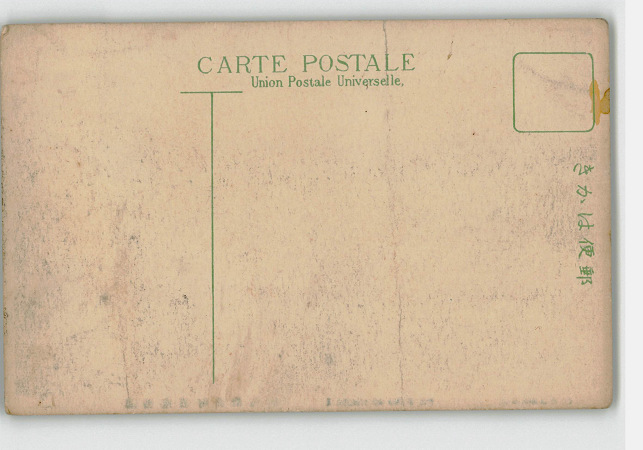 CARTE POSTALE
Union Postale Universelle.
郵便はかき